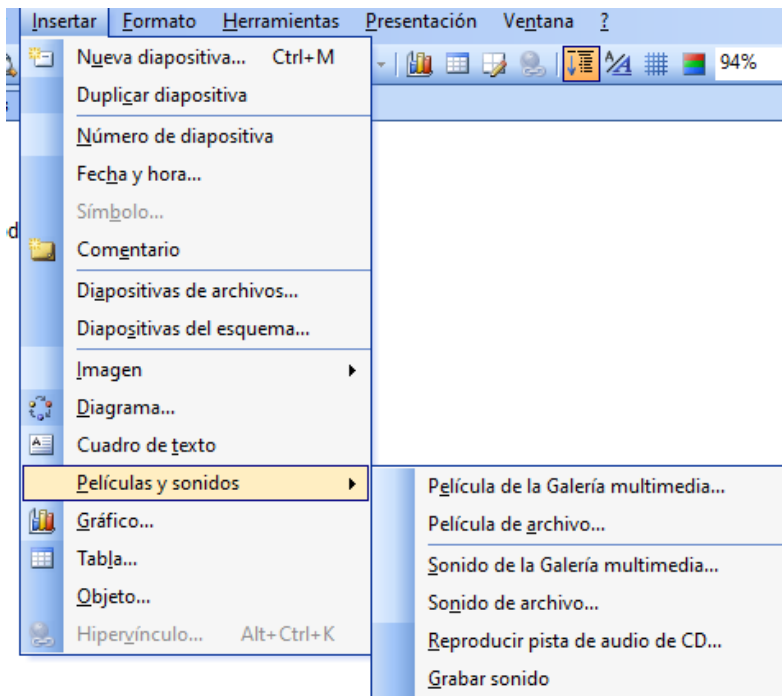 Insertar Formato Herramientas Presentación Ventana ?
Nueva diapositiva... Ctrl+M
94%
Duplicar diapositiva
Número de diapositiva
Fecha y hora...
Símbolo...
Comentario
Diapositivas de archivos...
Diapositivas del esquema...
Imagen
Diagrama...
Cuadro de texto
Películas y sonidos
Gráfico...
Tabla...
Objeto...
Hipervínculo... Alt+Ctrl+K
Película de la Galería multimedia...
Película de archivo...
Sonido de la Galería multimedia...
Sonido de archivo...
Reproducir pista de audio de CD...
Grabar sonido